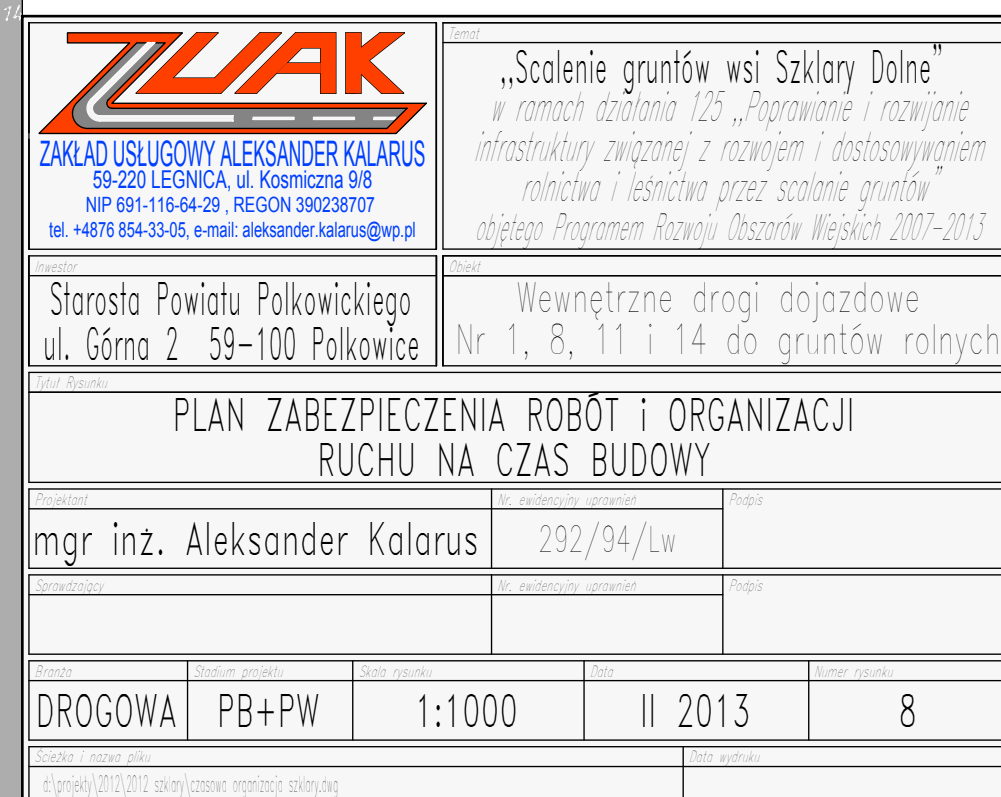 14
ZUAK
ZAKŁAD USŁUGOWY ALEKSANDER KALARUS
59-220 LEGNICA, ul. Kosmiczna 9/8
NIP 691-116-64-29 , REGON 390238707
tel. +4876 854-33-05, e-mail: aleksander.kalarus@wp.pl
Temat
„Scalenie gruntów wsi Szklary Dolne”
w ramach działania 125 „Poprawianie i rozwijanie
infrastruktury związanej z rozwojem i dostosowywaniem
rolnictwa i leśnictwa przez scalanie gruntów”
objętego Programem Rozwoju Obszarów Wiejskich 2007-2013
Inwestor
Starosta Powiatu Polkowickiego
ul. Górna 2 59-100 Polkowice
Obiekt
Wewnętrzne drogi dojazdowe
Nr 1, 8, 11 i 14 do gruntów rolnych
Tytuł Rysunku
PLAN ZABEZPIECZENIA ROBÓT i ORGANIZACJI
RUCHU NA CZAS BUDOWY
Projektant
mgr inż. Aleksander Kalarus
Nr. ewidencyjny uprawnień
292/94/Lw
Podpis
Sprawdzający
Nr. ewidencyjny uprawnień
Podpis
Branża
DROGOWA
Stadium projektu
PB+PW
Skala rysunku
1:1000
Data
II 2013
Numer rysunku
8
Ścieżka i nazwa pliku
d:\projekty\2012\2012 szklary\czasowa organizacja szklary.dwg
Data wydruku